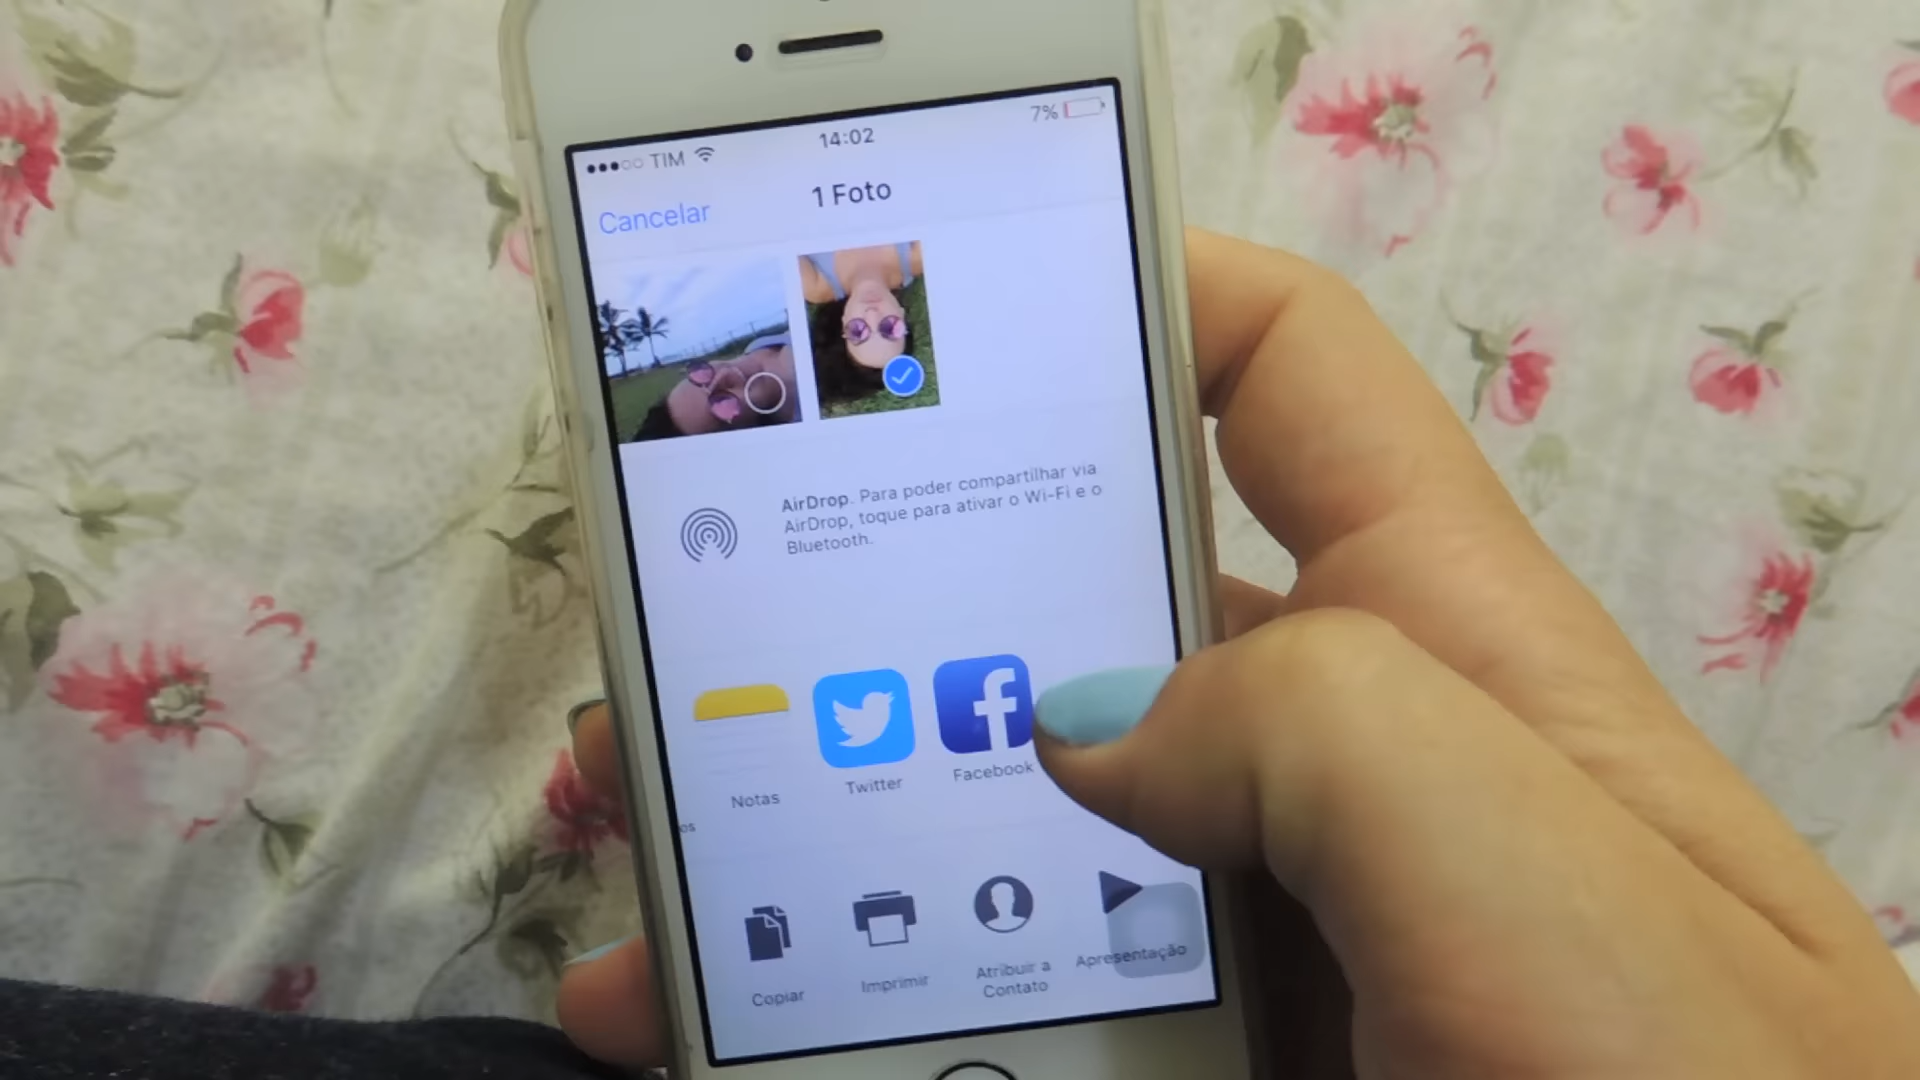 TIM
14:02
7%
Cancelar
1 Foto
AirDrop. Para poder compartilhar via
AirDrop, toque para ativar o Wi-Fi e o
Bluetooth.
Notas
Twitter
Facebook
os
Copiar
Imprimir
Atribuir a
Contato
Apresentação